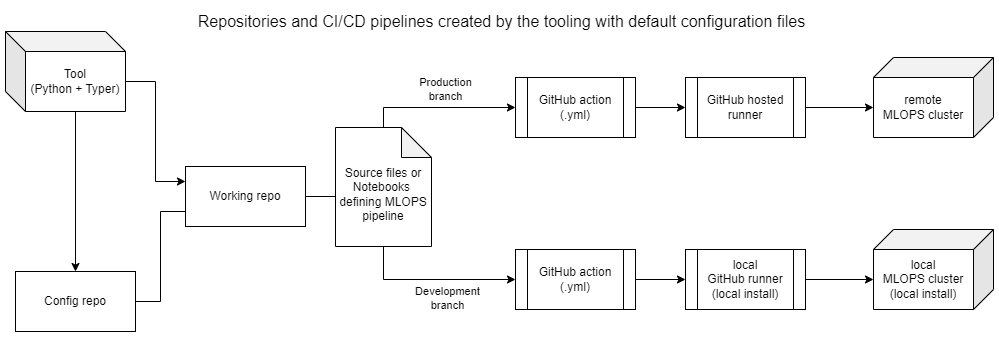 Repositories and CI/CD pipelines created by the tooling with default configuration files
Tool
(Python + Typer)
Production
branch
GitHub action
(.yml)
GitHub hosted
runner
remote
MLOPS cluster
Working repo
Source files or
Notebooks
defining MLOPS
pipeline
Config repo
Development
branch
GitHub action
(.yml)
local
GitHub runner
(local install)
local
MLOPS cluster
(local install)